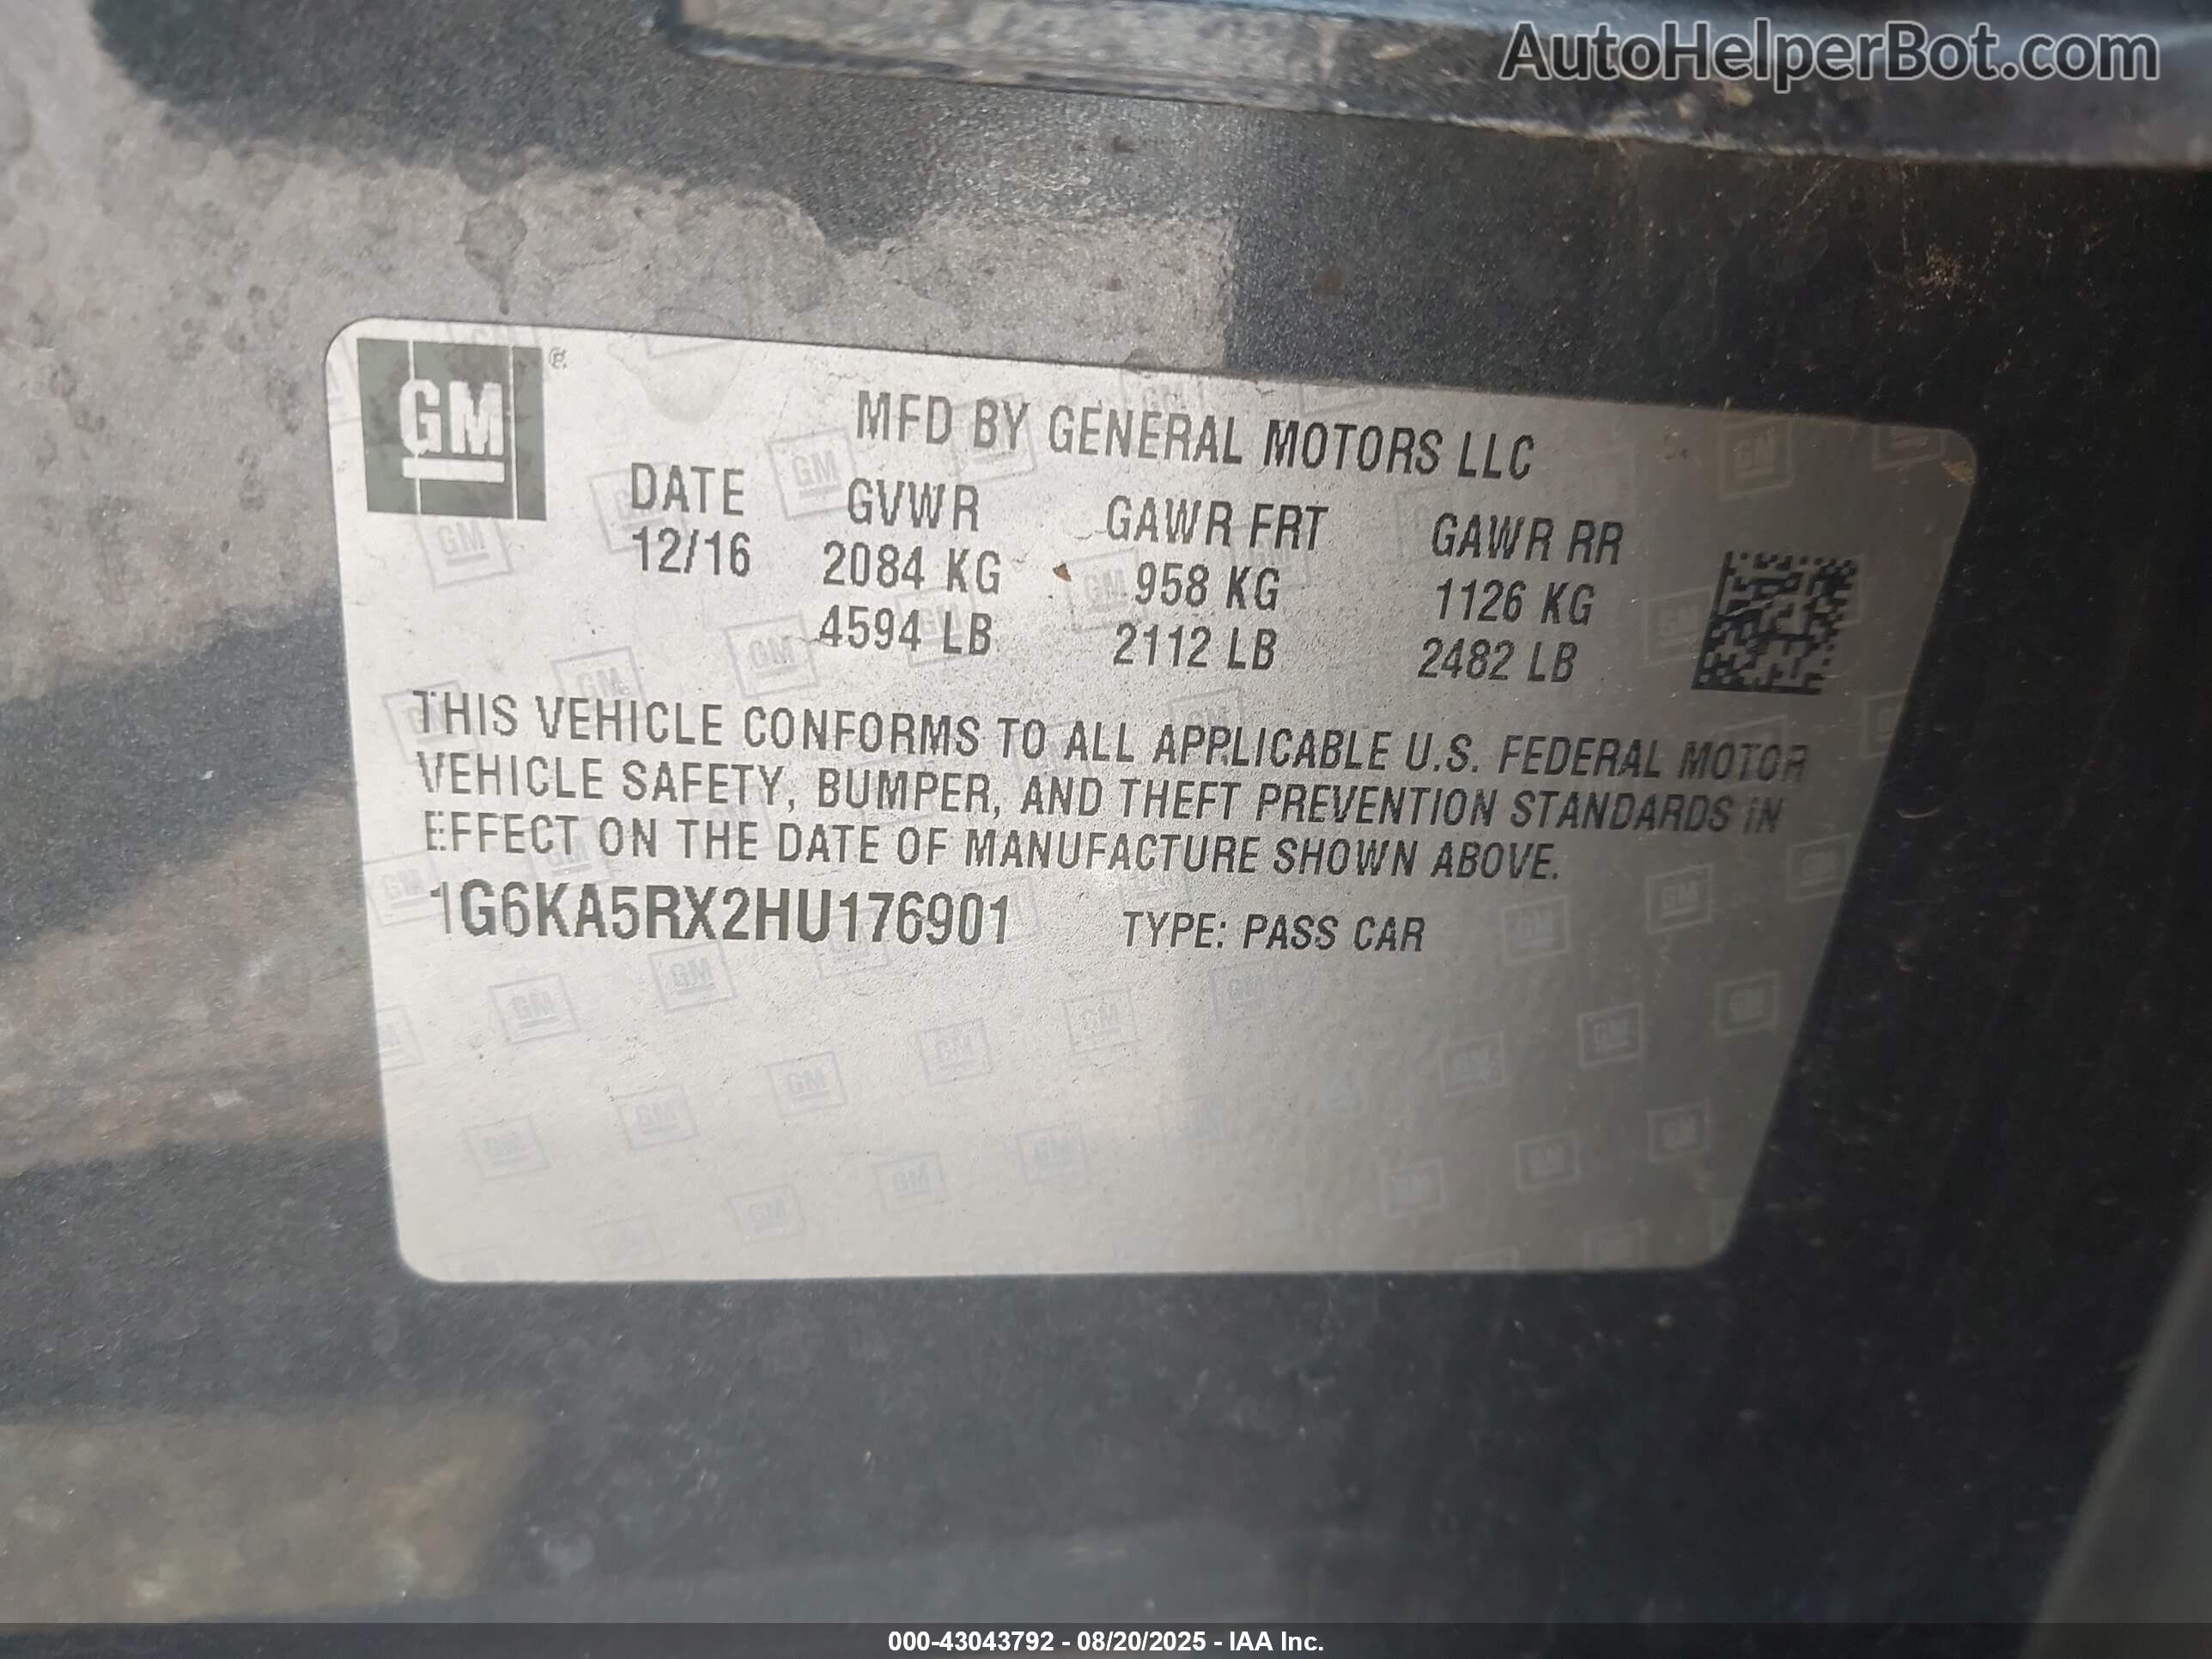 AutoHelperBot.com
GM ®
MFD BY GENERAL MOTORS LLC
DATE GVWR GAWR FRT GAWR RR
12/16 2084 KG 958 KG 1126 KG
4594 LB 2112 LB 2482 LB
THIS VEHICLE CONFORMS TO ALL APPLICABLE U.S. FEDERAL MOTOR
VEHICLE SAFETY, BUMPER, AND THEFT PREVENTION STANDARDS IN
EFFECT ON THE DATE OF MANUFACTURE SHOWN ABOVE.
1G6KA5RX2HU176901 TYPE: PASS CAR
000-43043792 - 08/20/2025 - IAA Inc.